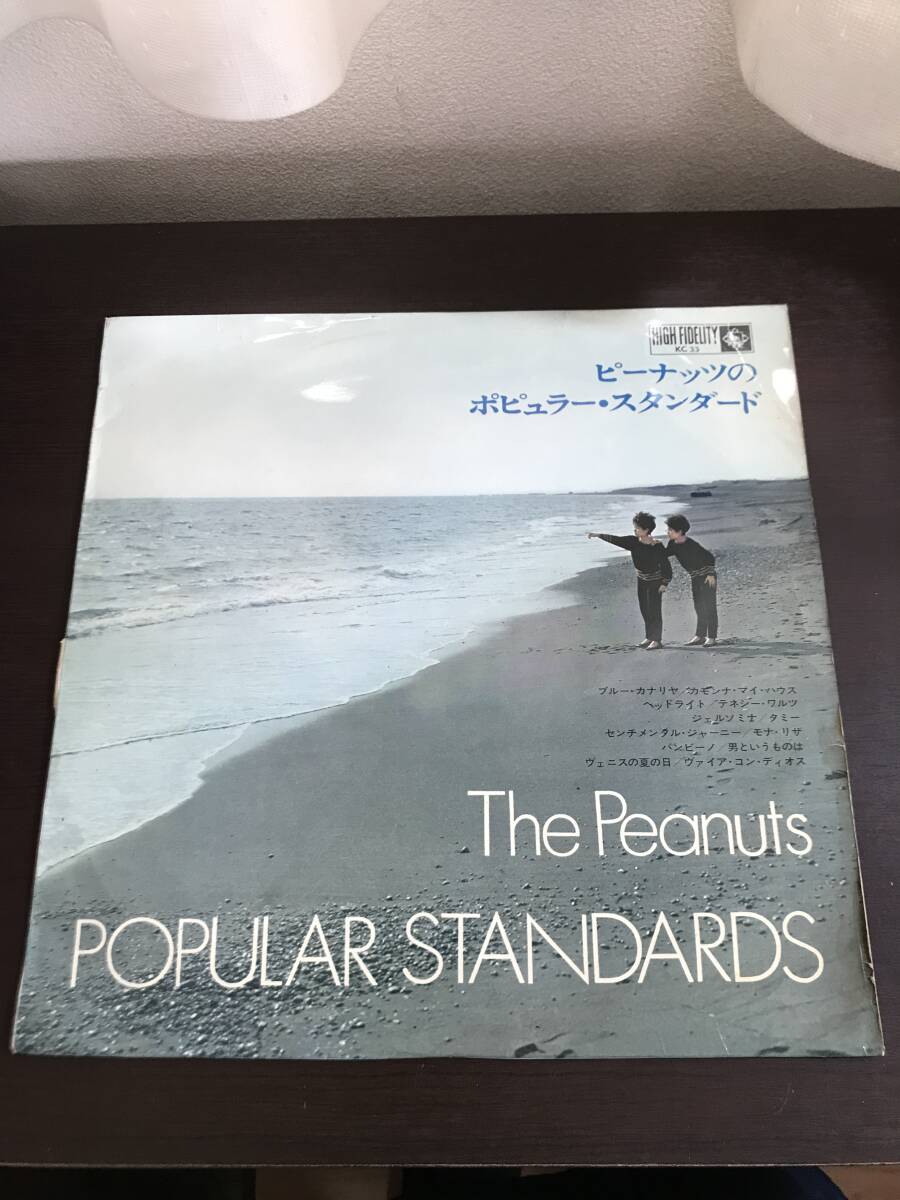 HIGH FIDELITY
KC 33
ピーナッツの
ポピュラー・スタンダード
ブルー・カナリヤ/カモンナ・マイ・ハウス
ヘッドライト/テネシー・ワルツ
ジェルソミナ/タミー
センチメンタル・ジャーニー/モナ・リザ
バンビーノ/男というものは
ヴェニスの夏の日/ヴァイア・コン・ディオス
The Peanuts
POPULAR STANDARDS